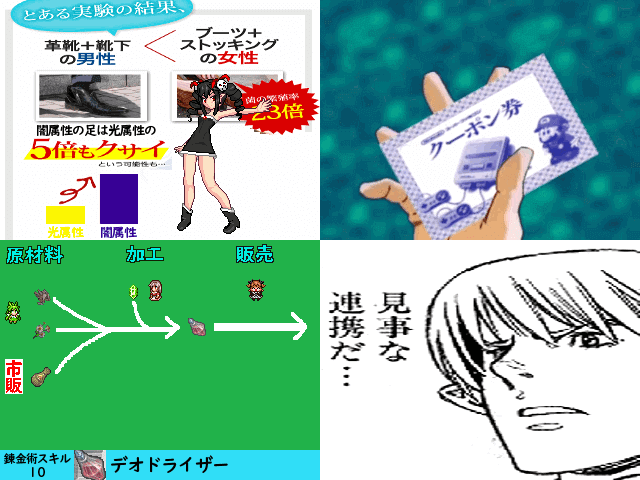 とある実験の結果、
革靴+靴下
の男性
ブーツ+
ストッキング
の女性
菌の繁殖率
23倍
闇属性の足は光属性の
5倍もクサイ
という可能性も…
光属性
闇属性
クーポン券
原材料
加工
販売
市販
錬金術スキル
10
デオドライザー
見事な
連携だ…